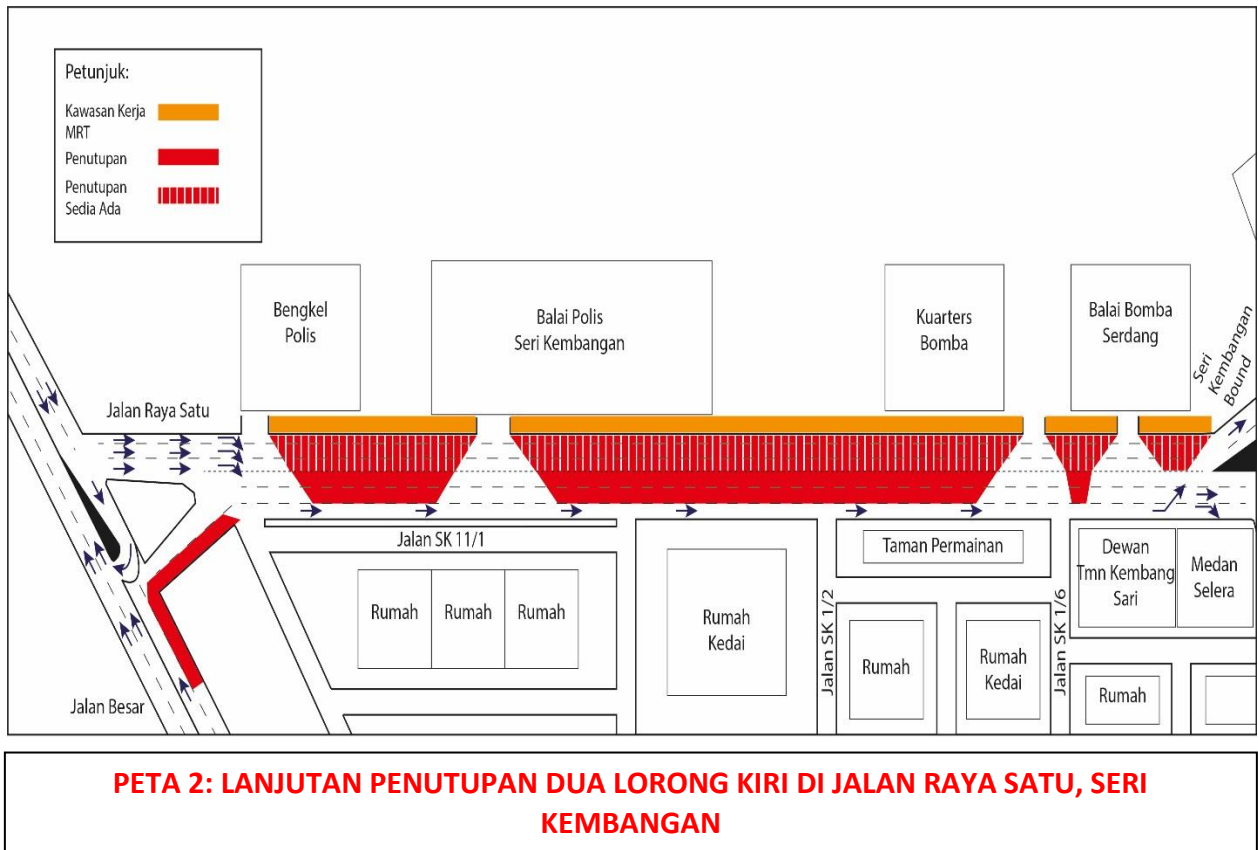 Petunjuk:
Kawasan Kerja
MRT
Penutupan
Penutupan
Sedia Ada
Bengkel
Polis
Balai Polis
Seri Kembangan
Kuarters
Bomba
Balai Bomba
Serdang
Seri
Kembangan
Bound
Jalan Raya Satu
Jalan SK 11/1
Taman Permainan
Dewan
Tmn Kembang
Sari
Medan
Selera
Rumah
Rumah
Rumah
Rumah
Kedai
Jalan SK 1/2
Rumah
Rumah
Kedai
Jalan SK 1/6
Rumah
Jalan Besar
PETA 2: LANJUTAN PENUTUPAN DUA LORONG KIRI DI JALAN RAYA SATU, SERI
KEMBANGAN